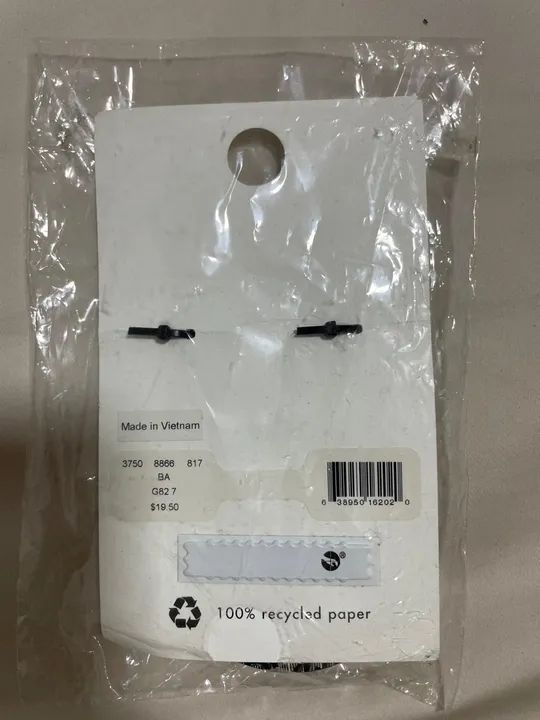 Made in Vietnam
3750 8866 817
BA
G82 7
$19.50
6 38950 16202 0
®
100% recycled paper